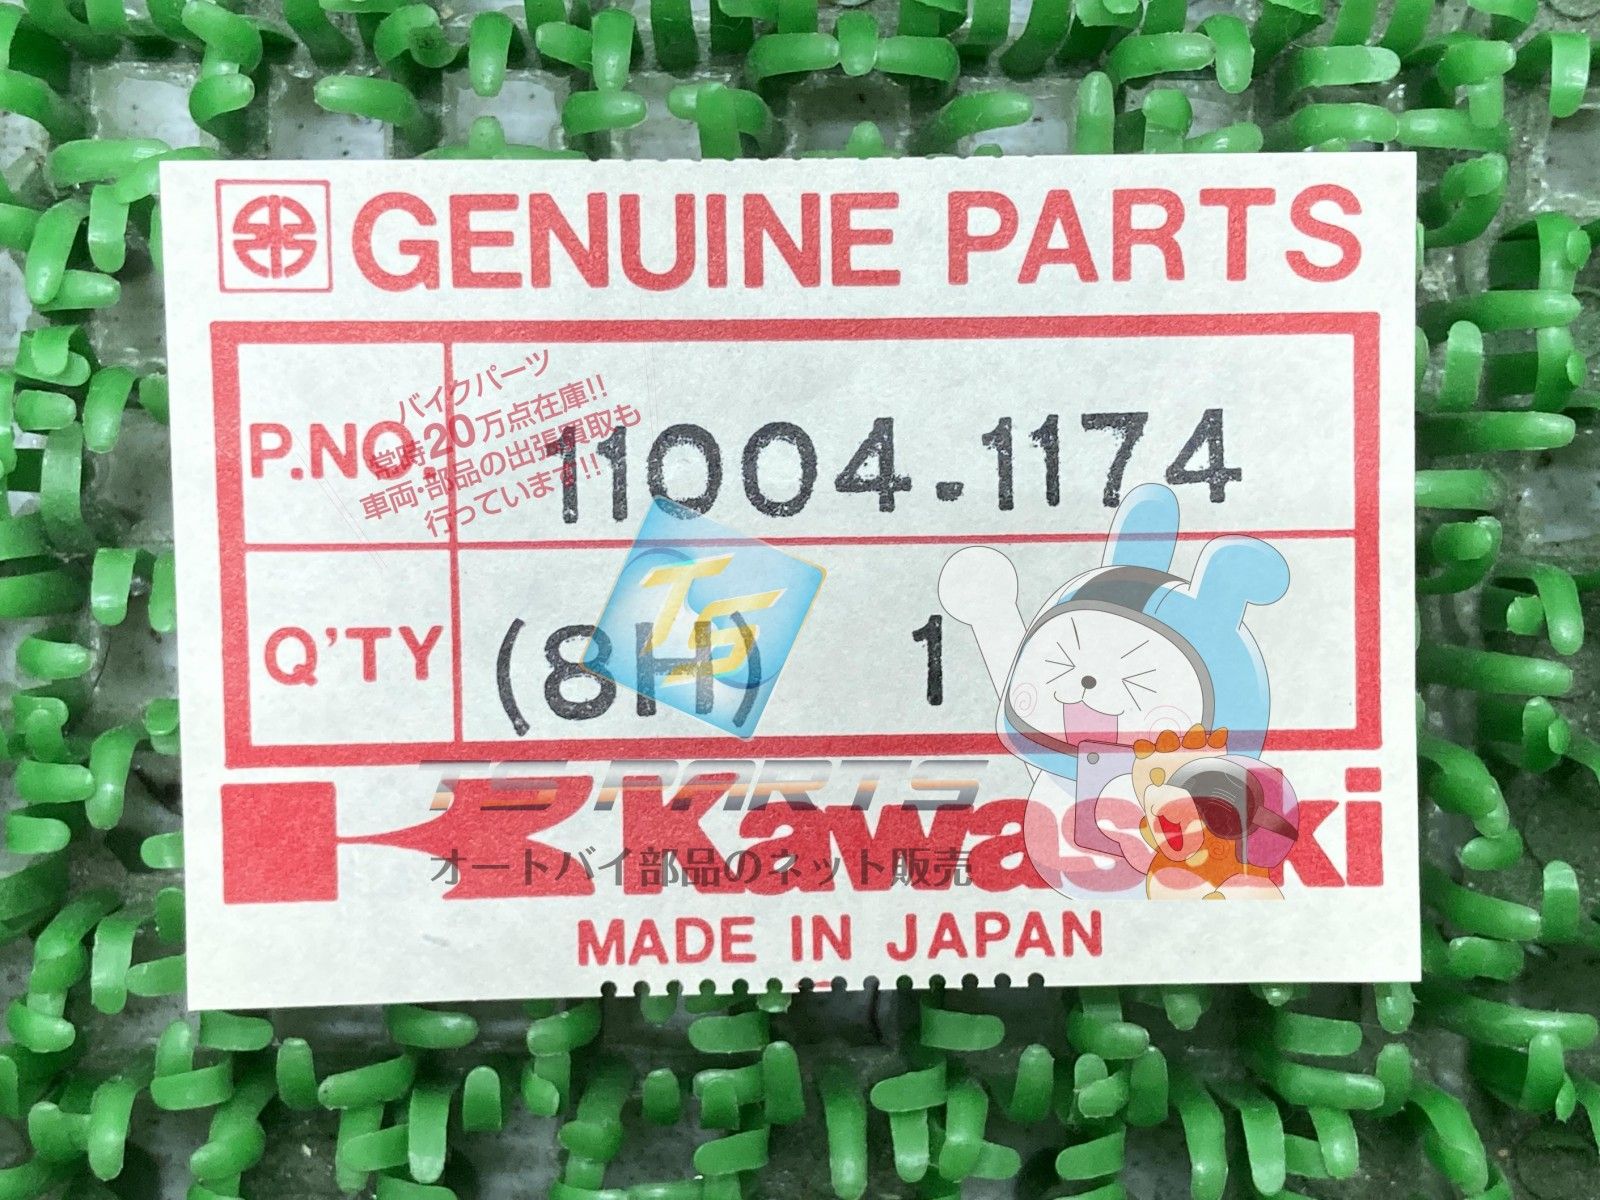 GENUINE PARTS
P.NO. 11004-1174
Q'TY (8H) 1
Kawasaki
MADE IN JAPAN
バイクパーツ
常時20万点在庫!!
車両・部品の出張買取も
行っています!!
TS
TS PARTS
オートバイ部品のネット販売